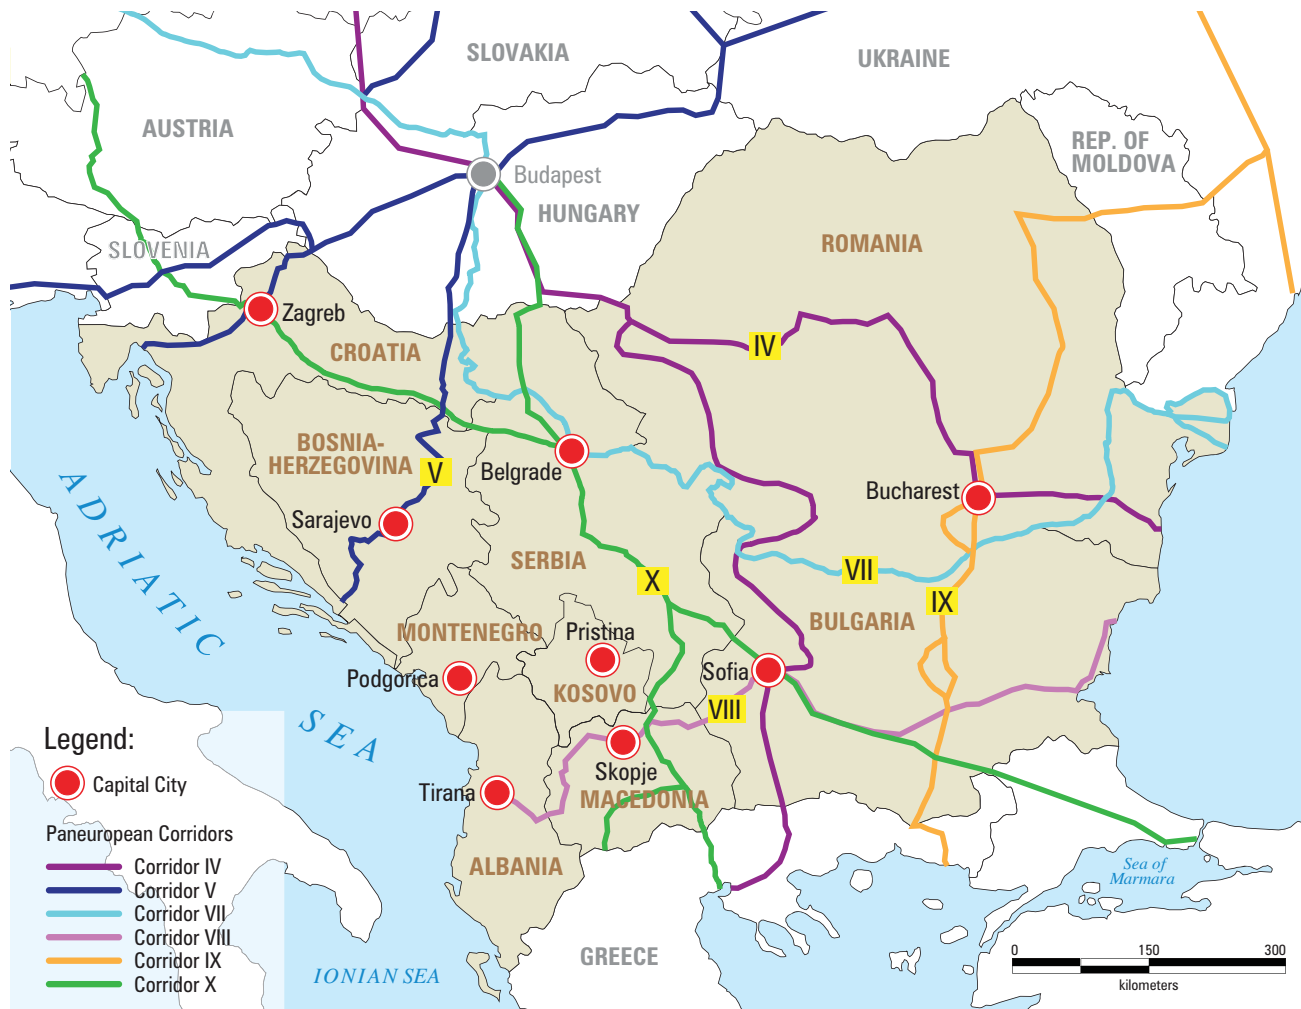 SLOVAKIA
UKRAINE
AUSTRIA
REP. OF
MOLDOVA
Budapest
HUNGARY
SLOVENIA
ROMANIA
Zagreb
CROATIA
IV
BOSNIA-
HERZEGOVINA
V
Belgrade
Bucharest
Sarajevo
ADRIATIC
SEA
SERBIA
X
VII
IX
BULGARIA
MONTENEGRO
Pristina
Podgorica
KOSOVO
Sofia
VIII
Skopje
MACEDONIA
Tirana
ALBANIA
GREECE
IONIAN SEA
Sea of
Marmara
Legend:
Capital City
Paneuropean Corridors
Corridor IV
Corridor V
Corridor VII
Corridor VIII
Corridor IX
Corridor X
0 150 300
kilometers